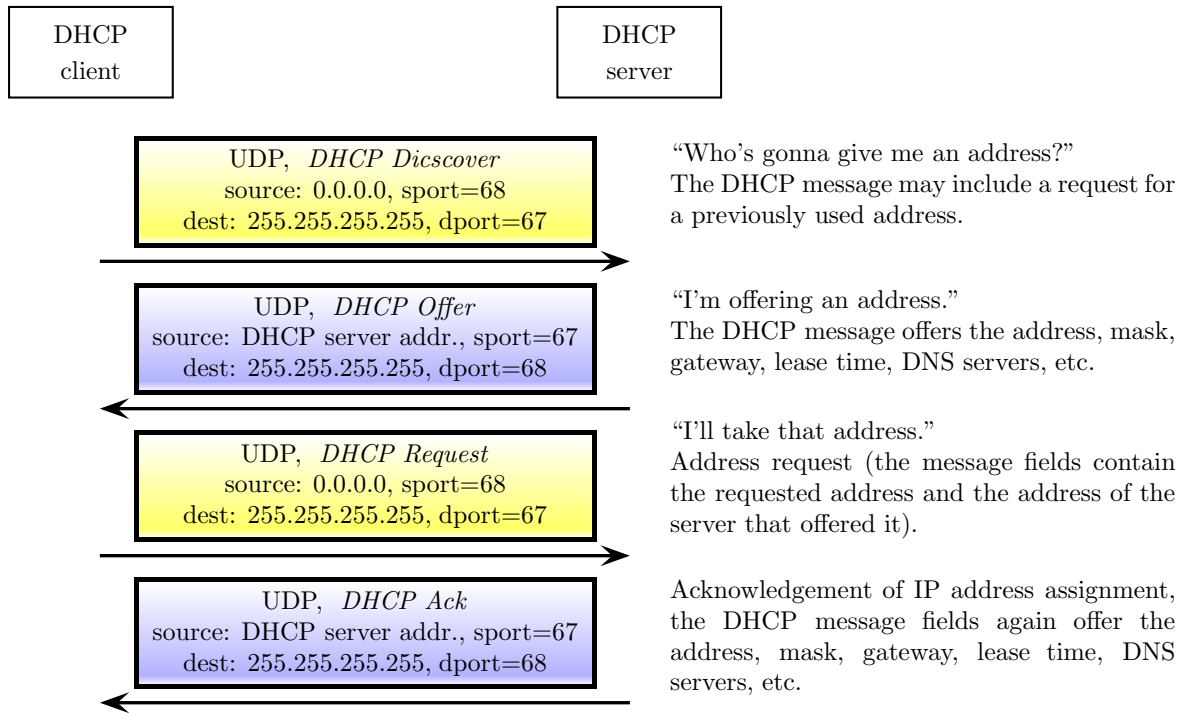 DHCP
client
DHCP
server
UDP, DHCP Dicscover
source: 0.0.0.0, sport=68
dest: 255.255.255.255, dport=67
“Who’s gonna give me an address?”
The DHCP message may include a request for
a previously used address.
UDP, DHCP Offer
source: DHCP server addr., sport=67
dest: 255.255.255.255, dport=68
“I’m offering an address.”
The DHCP message offers the address, mask,
gateway, lease time, DNS servers, etc.
UDP, DHCP Request
source: 0.0.0.0, sport=68
dest: 255.255.255.255, dport=67
“I’ll take that address.”
Address request (the message fields contain
the requested address and the address of the
server that offered it).
UDP, DHCP Ack
source: DHCP server addr., sport=67
dest: 255.255.255.255, dport=68
Acknowledgement of IP address assignment,
the DHCP message fields again offer the
address, mask, gateway, lease time, DNS
servers, etc.